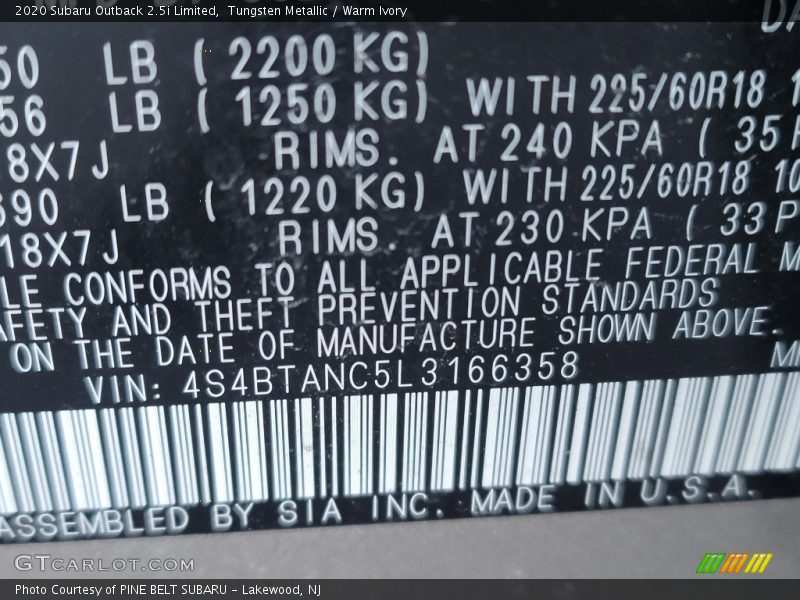 2020 Subaru Outback 2.5i Limited,  Tungsten Metallic / Warm Ivory
50 LB ( 2200 KG)
56 LB ( 1250 KG) WITH 225/60R18 1
8X7J RIMS. AT 240 KPA ( 35
690 LB ( 1220 KG) WITH 225/60R18 10
18X7J RIMS. AT 230 KPA ( 33 P
LE CONFORMS TO ALL APPLICABLE FEDERAL M
AFETY AND THEFT PREVENTION STANDARDS
ON THE DATE OF MANUFACTURE SHOWN ABOVE.
VIN: 4S4BTANC5L3166358
ASSEMBLED BY SIA INC. MADE IN U.S.A.
GTCARLOT.COM
Photo Courtesy of PINE BELT SUBARU – Lakewood, NJ